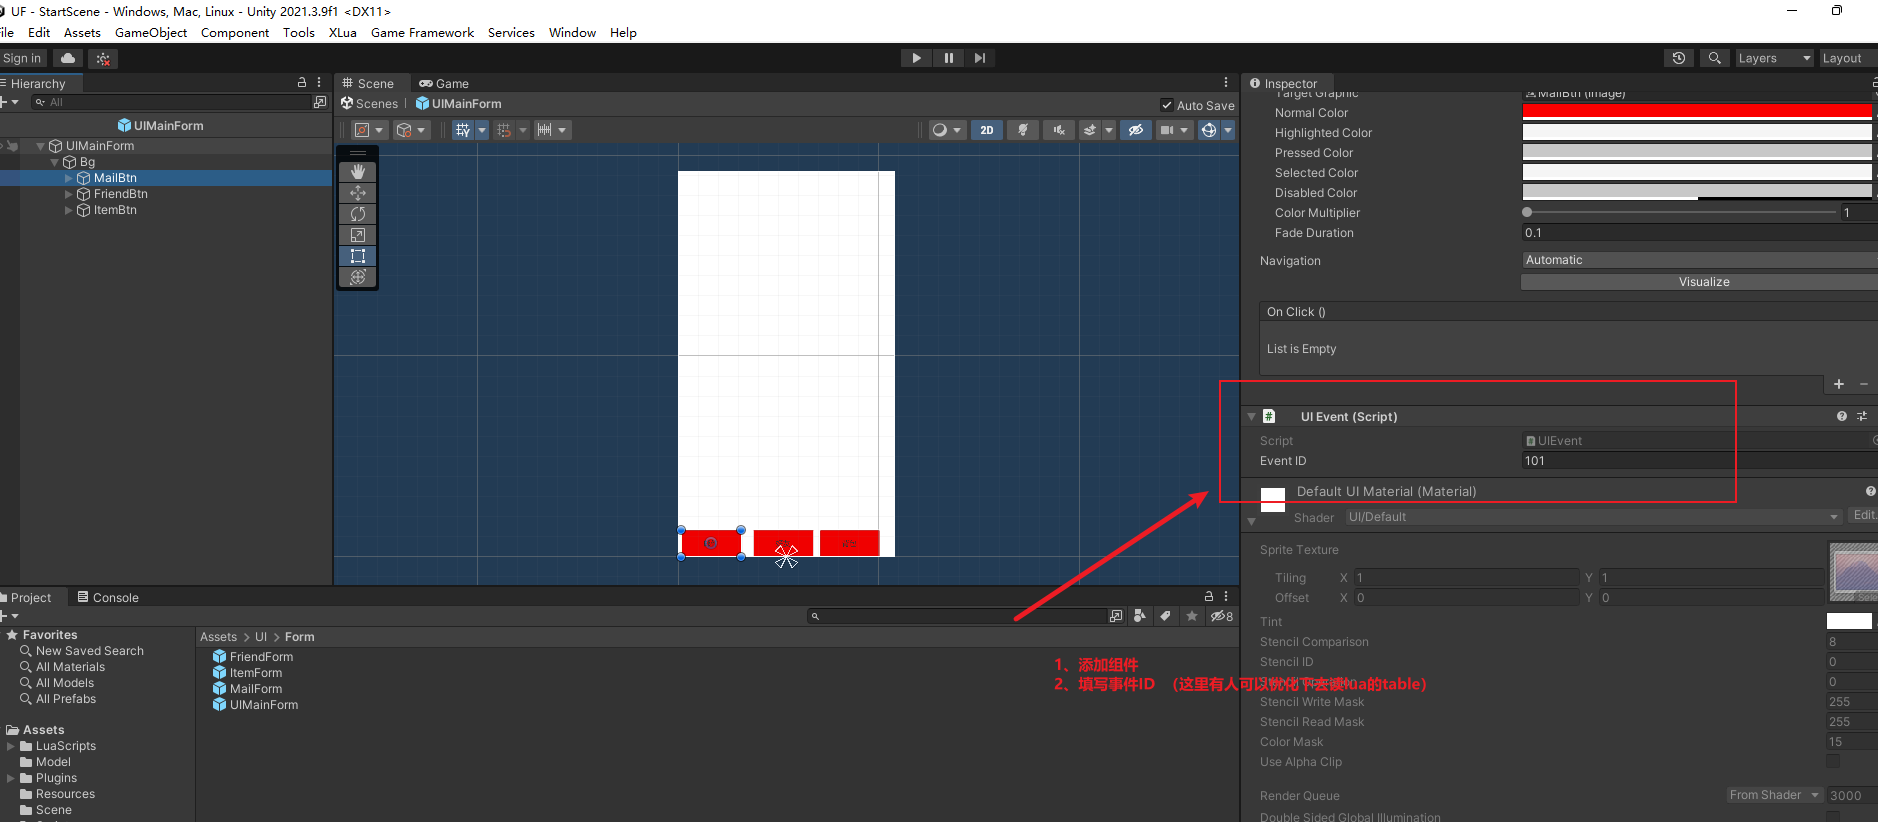 UF - StartScene - Windows, Mac, Linux - Unity 2021.3.9f1 <DX11>
ile Edit Assets GameObject Component Tools XLua Game Framework Services Window Help
Sign in
Layers
Layout
Hierarchy
All
UIMainForm
UIMainForm
Bg
MailBtn
FriendBtn
ItemBtn
Scene
Game
Scenes
UIMainForm
Auto Save
2D
Inspector
Target Graphic
MailBtn (Image)
Normal Color
Highlighted Color
Pressed Color
Selected Color
Disabled Color
Color Multiplier
1
Fade Duration
0.1
Navigation
Automatic
Visualize
On Click ()
List is Empty
UI Event (Script)
Script
UIEvent
Event ID
101
Default UI Material (Material)
Shader
UI/Default
Edit.
Sprite Texture
Tiling X 1 Y 1
Offset X 0 Y 0
Tint
Stencil Comparison
8
Stencil ID
0
0
Stencil Write Mask
255
Stencil Read Mask
255
Color Mask
15
Use Alpha Clip
Render Queue
From Shader
3000
Double Sided Global Illumination
1、添加组件
2、填写事件ID （这里有人可以优化下去读lua的table）
Project
Console
8
Favorites
New Saved Search
All Materials
All Models
All Prefabs
Assets
LuaScripts
Model
Plugins
Resources
Scene
Assets > UI > Form
FriendForm
ItemForm
MailForm
UIMainForm